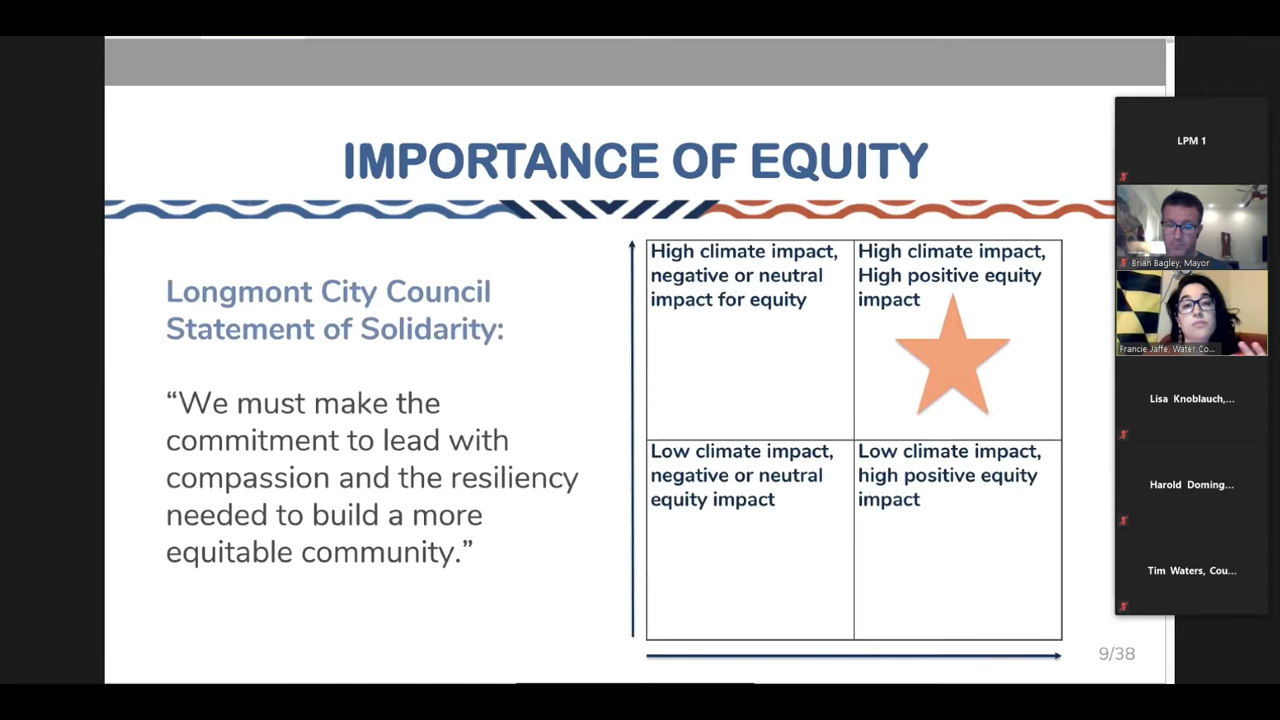 IMPORTANCE OF EQUITY
Longmont City Council
Statement of Solidarity:
“We must make the
commitment to lead with
compassion and the resiliency
needed to build a more
equitable community.”
High climate impact,
negative or neutral
impact for equity
High climate impact,
High positive equity
impact
Low climate impact,
negative or neutral
equity impact
Low climate impact,
high positive equity
impact
9/38
LPM 1
Brian Bagley, Mayor
Francie Jaffe, Water Co...
Lisa Knoblauch,...
Harold Doming...
Tim Waters, Cou...